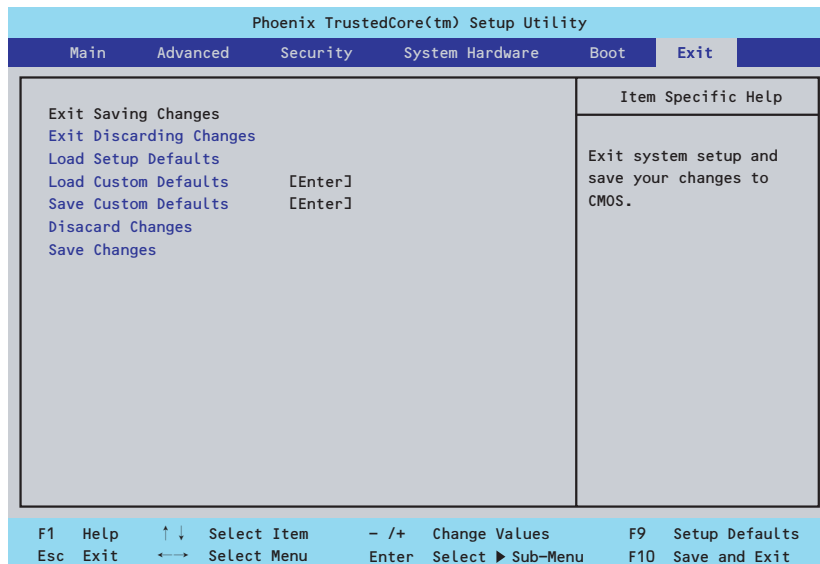 Phoenix TrustedCore(tm) Setup Utility
Main Advanced Security System Hardware Boot Exit
Exit Saving Changes
Exit Discarding Changes
Load Setup Defaults
Load Custom Defaults [Enter]
Save Custom Defaults [Enter]
Disacard Changes
Save Changes
Item Specific Help
Exit system setup and
save your changes to
CMOS.
F1 Help ↑↓ Select Item – /+ Change Values F9 Setup Defaults
Esc Exit ←→ Select Menu Enter Select ▶ Sub–Menu F10 Save and Exit